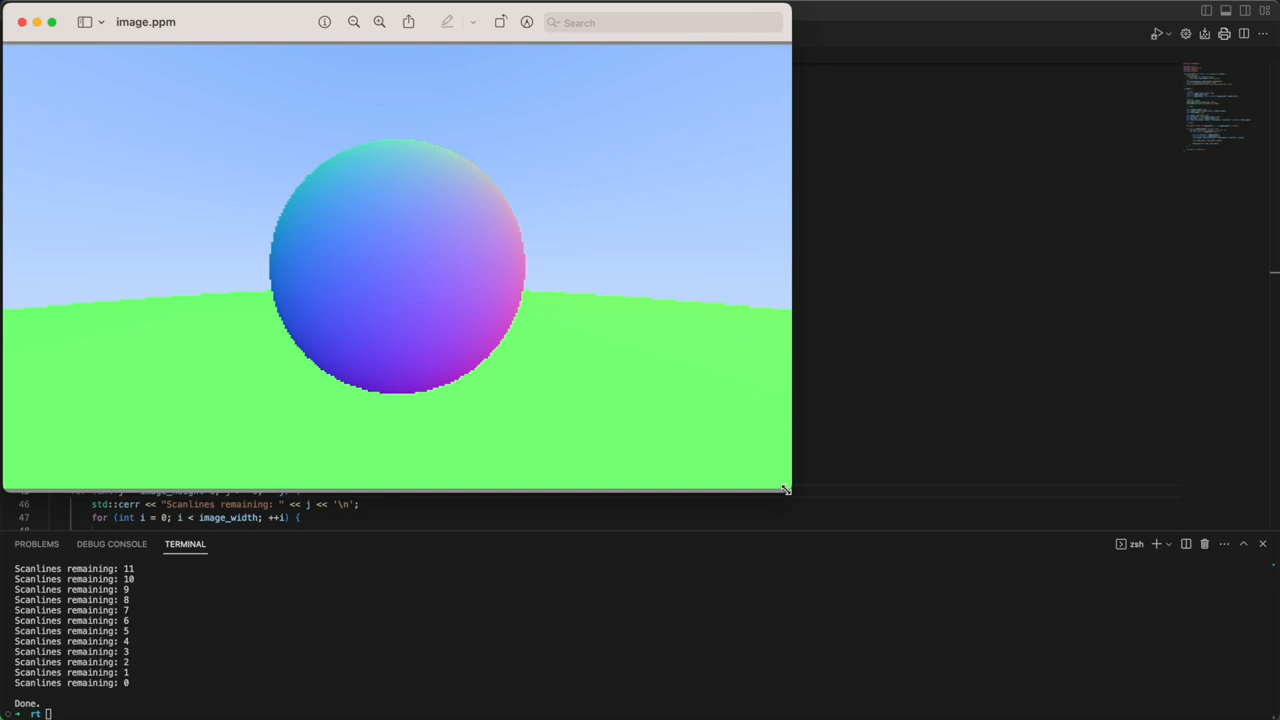 image.ppm
Search
46 std::cerr << "Scanlines remaining: " << j << '\n';
47 for (int i = 0; i < image_width; ++i) {
PROBLEMS DEBUG CONSOLE TERMINAL
zsh
Scanlines remaining: 11
Scanlines remaining: 10
Scanlines remaining: 9
Scanlines remaining: 8
Scanlines remaining: 7
Scanlines remaining: 6
Scanlines remaining: 5
Scanlines remaining: 4
Scanlines remaining: 3
Scanlines remaining: 2
Scanlines remaining: 1
Scanlines remaining: 0
Done.
➜ rt